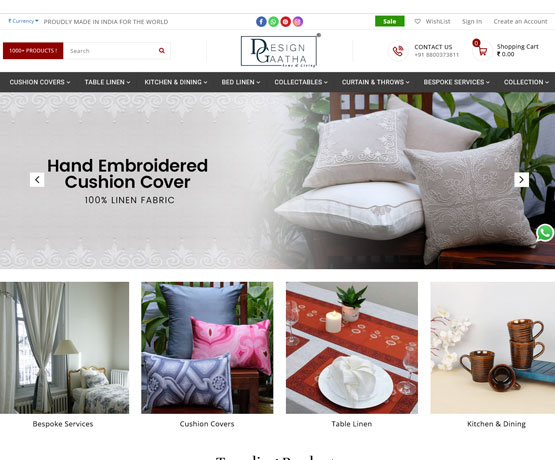 ₹ Currency PROUDLY MADE IN INDIA FOR THE WORLD Sale WishList Sign In Create an Account
1000+ PRODUCTS ! Search
DESIGN GAATHA ®
CONTACT US
+91 8800373811
0 Shopping Cart
₹ 0.00
CUSHION COVERS TABLE LINEN KITCHEN & DINING BED LINEN COLLECTABLES CURTAIN & THROWS BESPOKE SERVICES COLLECTION
Hand Embroidered
Cushion Cover
100% LINEN FABRIC
Bespoke Services Cushion Covers Table Linen Kitchen & Dining